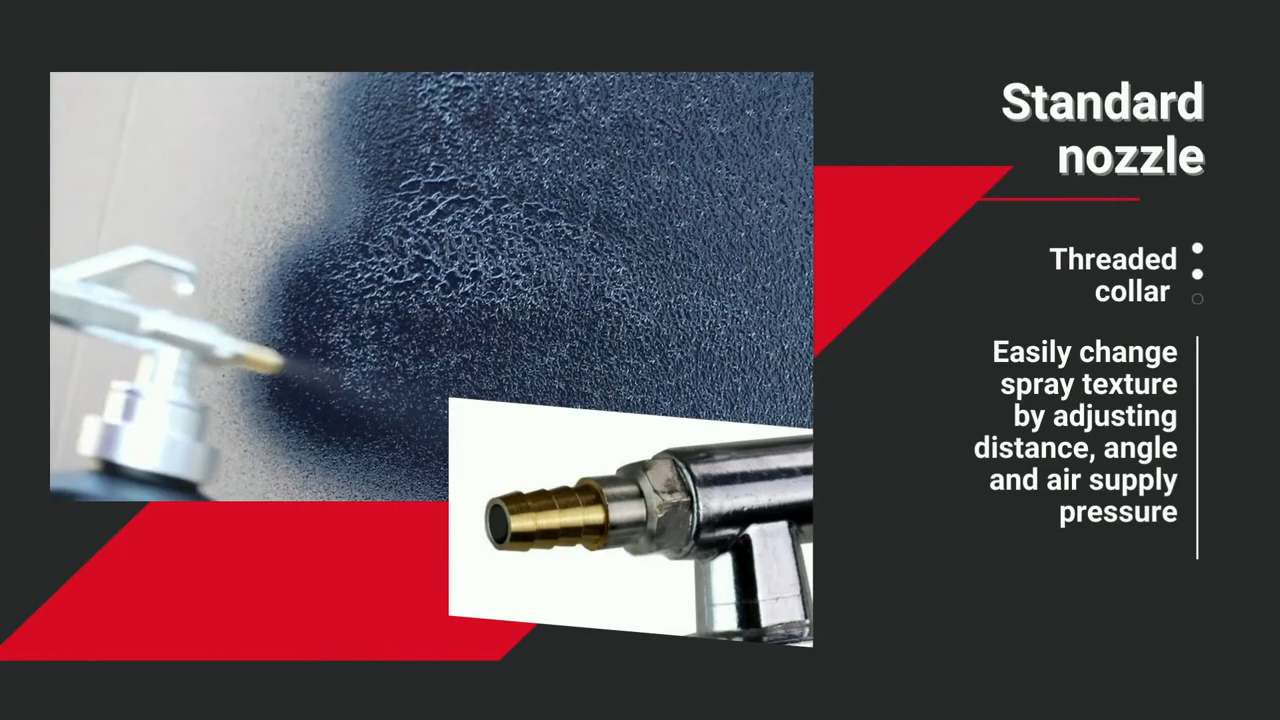 Standard
nozzle
Threaded
collar
Easily change
spray texture
by adjusting
distance, angle
and air supply
pressure